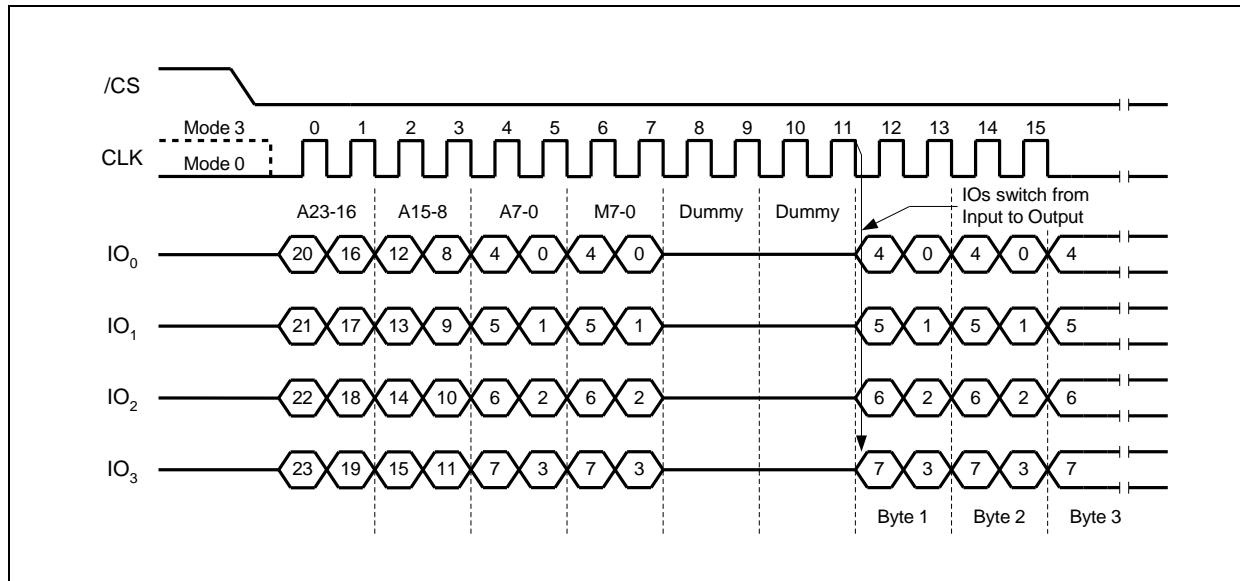 /CS
Mode 3 0 1 2 3 4 5 6 7 8 9 10 11 12 13 14 15
CLK
Mode 0
IOs switch from
Input to Output
A23-16 A15-8 A7-0 M7-0 Dummy Dummy
IO0 20 16 12 8 4 0 4 0 4 0 4 0 4
IO1 21 17 13 9 5 1 5 1 5 1 5 1 5
IO2 22 18 14 10 6 2 6 2 6 2 6 2 6
IO3 23 19 15 11 7 3 7 3 7 3 7 3 7
Byte 1 Byte 2 Byte 3